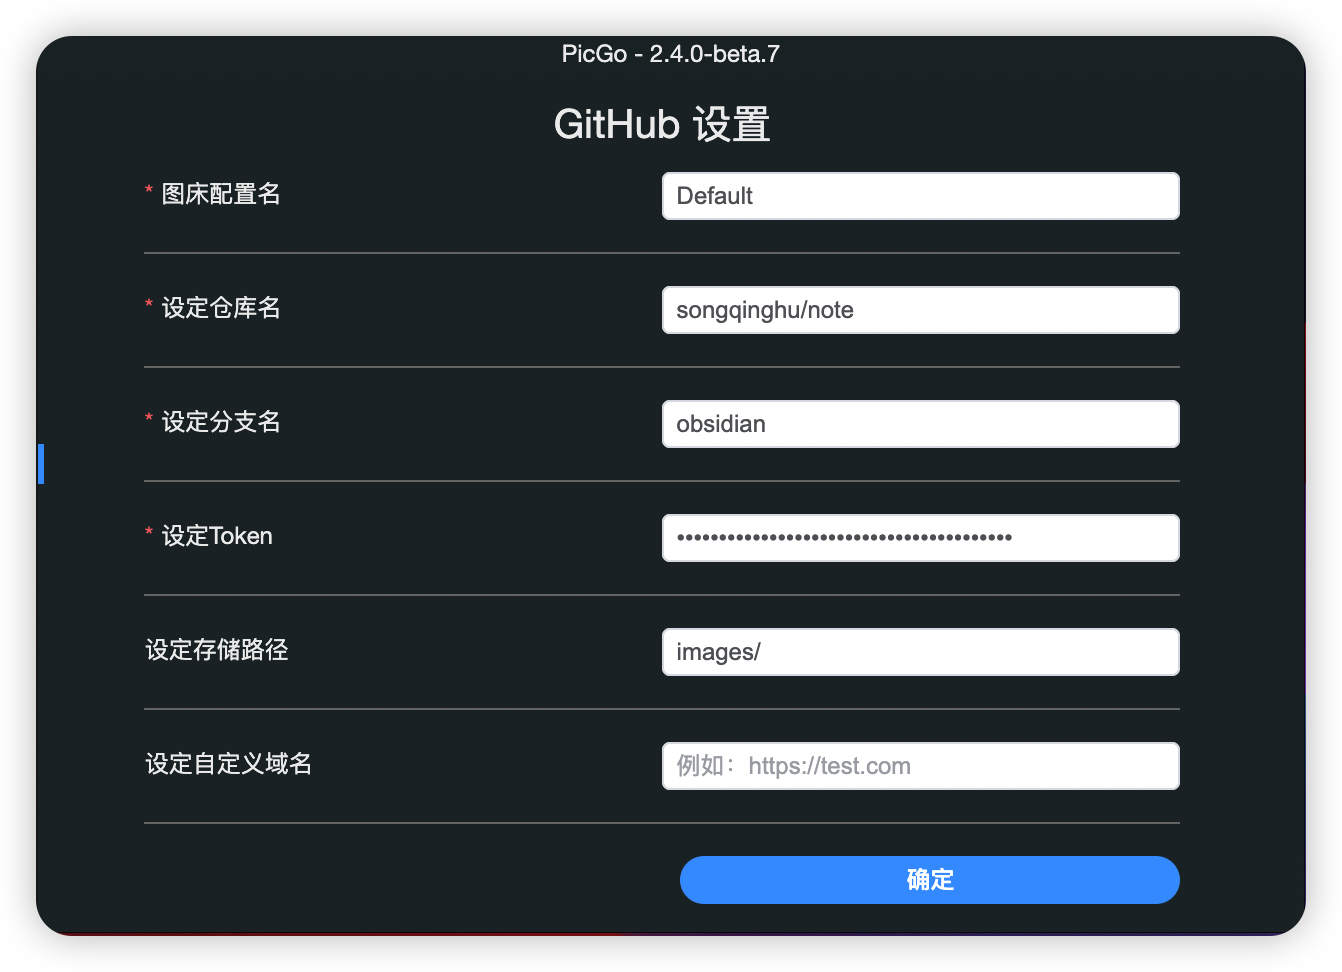 PicGo - 2.4.0-beta.7
GitHub 设置
* 图床配置名
Default
* 设定仓库名
songqinghu/note
* 设定分支名
obsidian
* 设定Token
••••••••••••••••••••••••••••••••••••••••
设定存储路径
images/
设定自定义域名
例如：https://test.com
确定